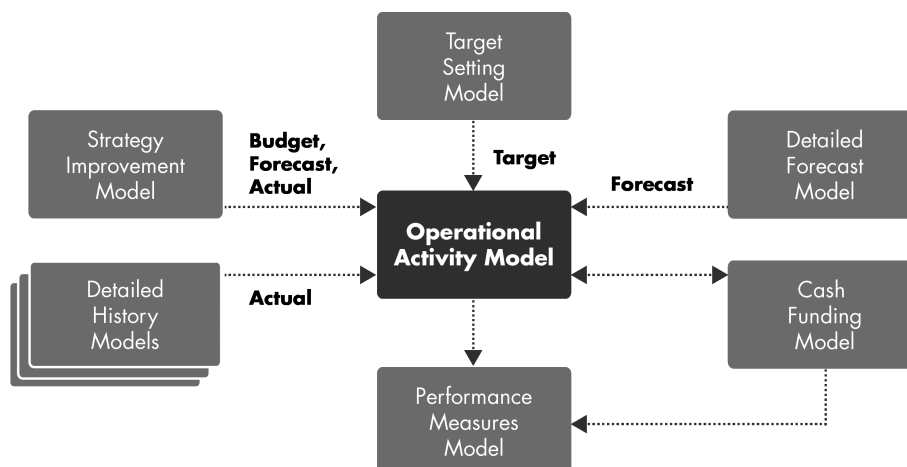 Target
Setting
Model
Strategy
Improvement
Model
Budget,
Forecast,
Actual
Target
Forecast
Detailed
Forecast
Model
Operational
Activity Model
Detailed
History
Models
Actual
Cash
Funding
Model
Performance
Measures
Model